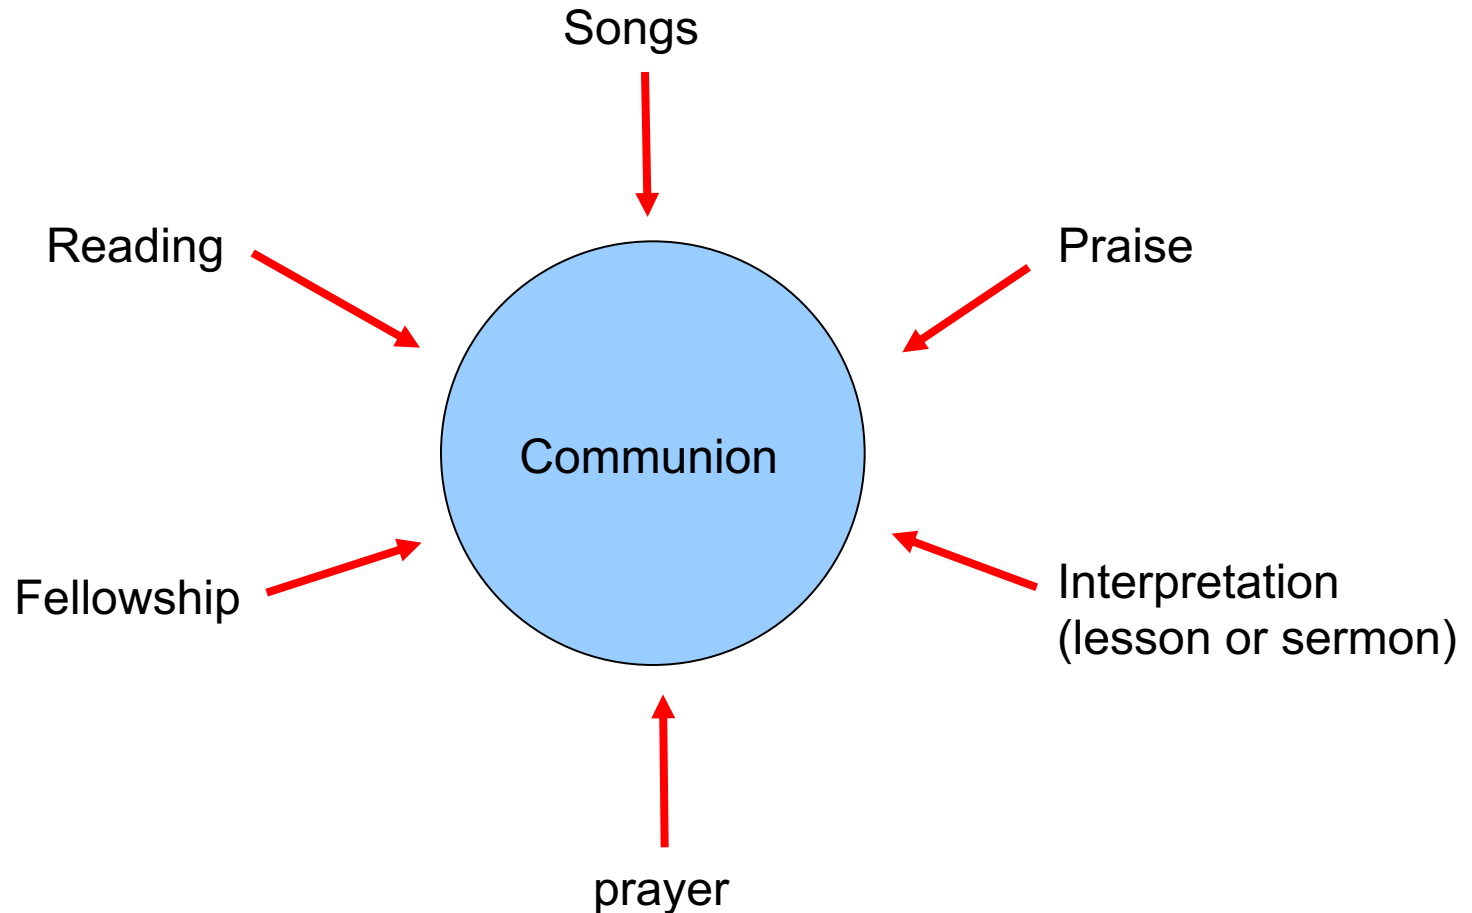 Songs
Reading
Praise
Communion
Fellowship
Interpretation
(lesson or sermon)
prayer